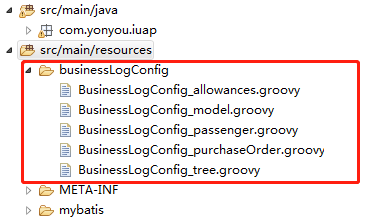 src/main/java
com.yonyou.iuap
src/main/resources
businessLogConfig
BusinessLogConfig_allowances.groovy
BusinessLogConfig_model.groovy
BusinessLogConfig_passenger.groovy
BusinessLogConfig_purchaseOrder.groovy
BusinessLogConfig_tree.groovy
META-INF
mybatis